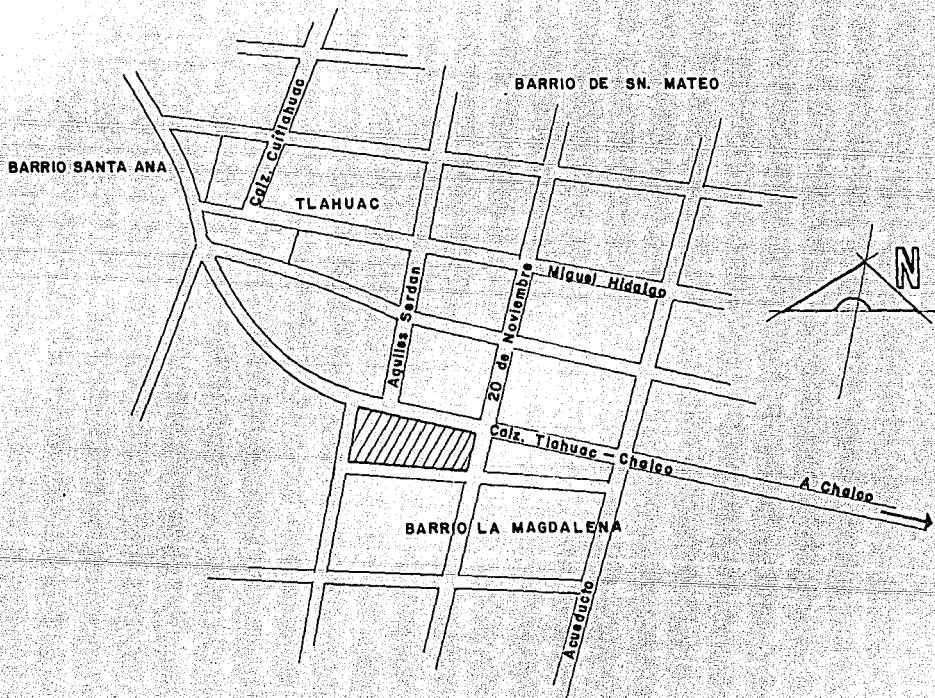 BARRIO DE SN. MATEO
Calz. Cuitlahuac
BARRIO SANTA ANA
TLAHUAC
N
Miguel Hidalgo
Aquiles Serdan
20 de Noviembre
Calz. Tlahuac - Chalco
A Chalco
BARRIO LA MAGDALENA
Acueducto